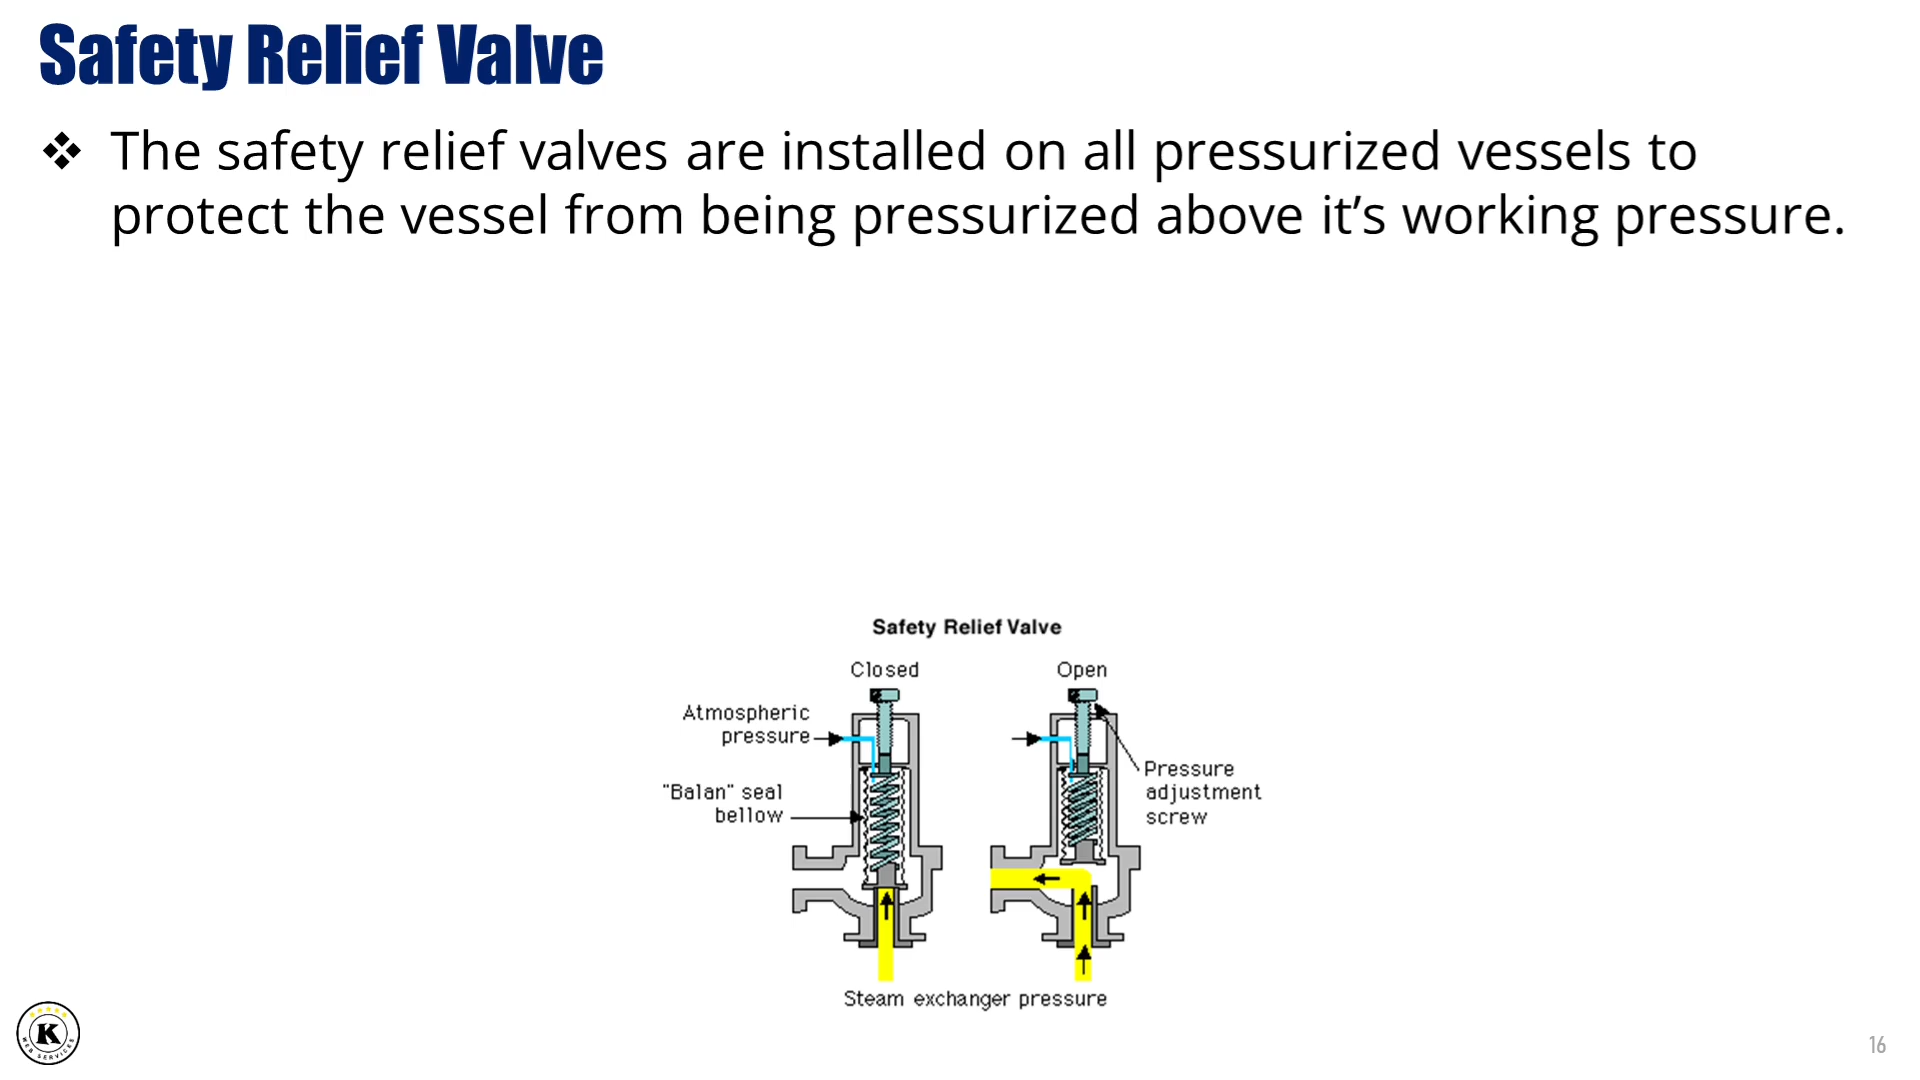 Safety Relief Valve
❖ The safety relief valves are installed on all pressurized vessels to
protect the vessel from being pressurized above it’s working pressure.
Safety Relief Valve
Closed
Open
Atmospheric
pressure
"Balan" seal
bellow
Pressure
adjustment
screw
Steam exchanger pressure
K
WEB SERVICES
16